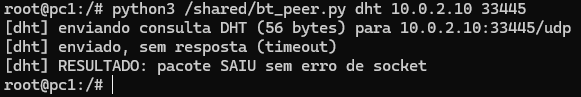 root@pc1:/# python3 /shared/bt_peer.py dht 10.0.2.10 33445
[dht] enviando consulta DHT (56 bytes) para 10.0.2.10:33445/udp
[dht] enviado, sem resposta (timeout)
[dht] RESULTADO: pacote SAIU sem erro de socket
root@pc1:/#